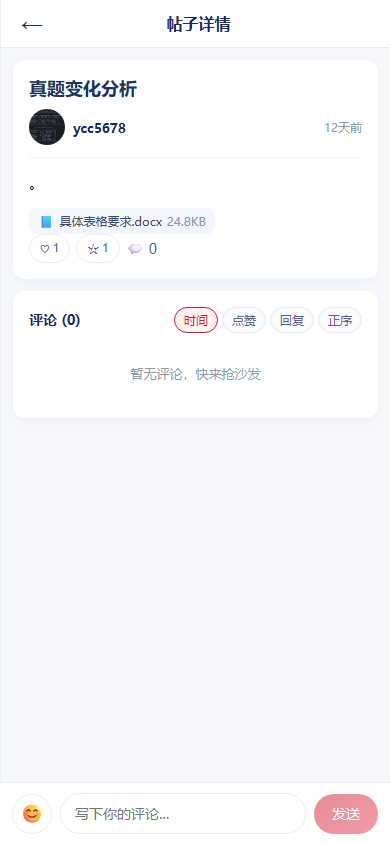 ← 帖子详情
真题变化分析
ycc5678 12天前
。
具体表格要求.docx 24.8KB
♡ 1 ☆ 1 0
评论 (0) 时间 点赞 回复 正序
暂无评论，快来抢沙发
写下你的评论... 发送